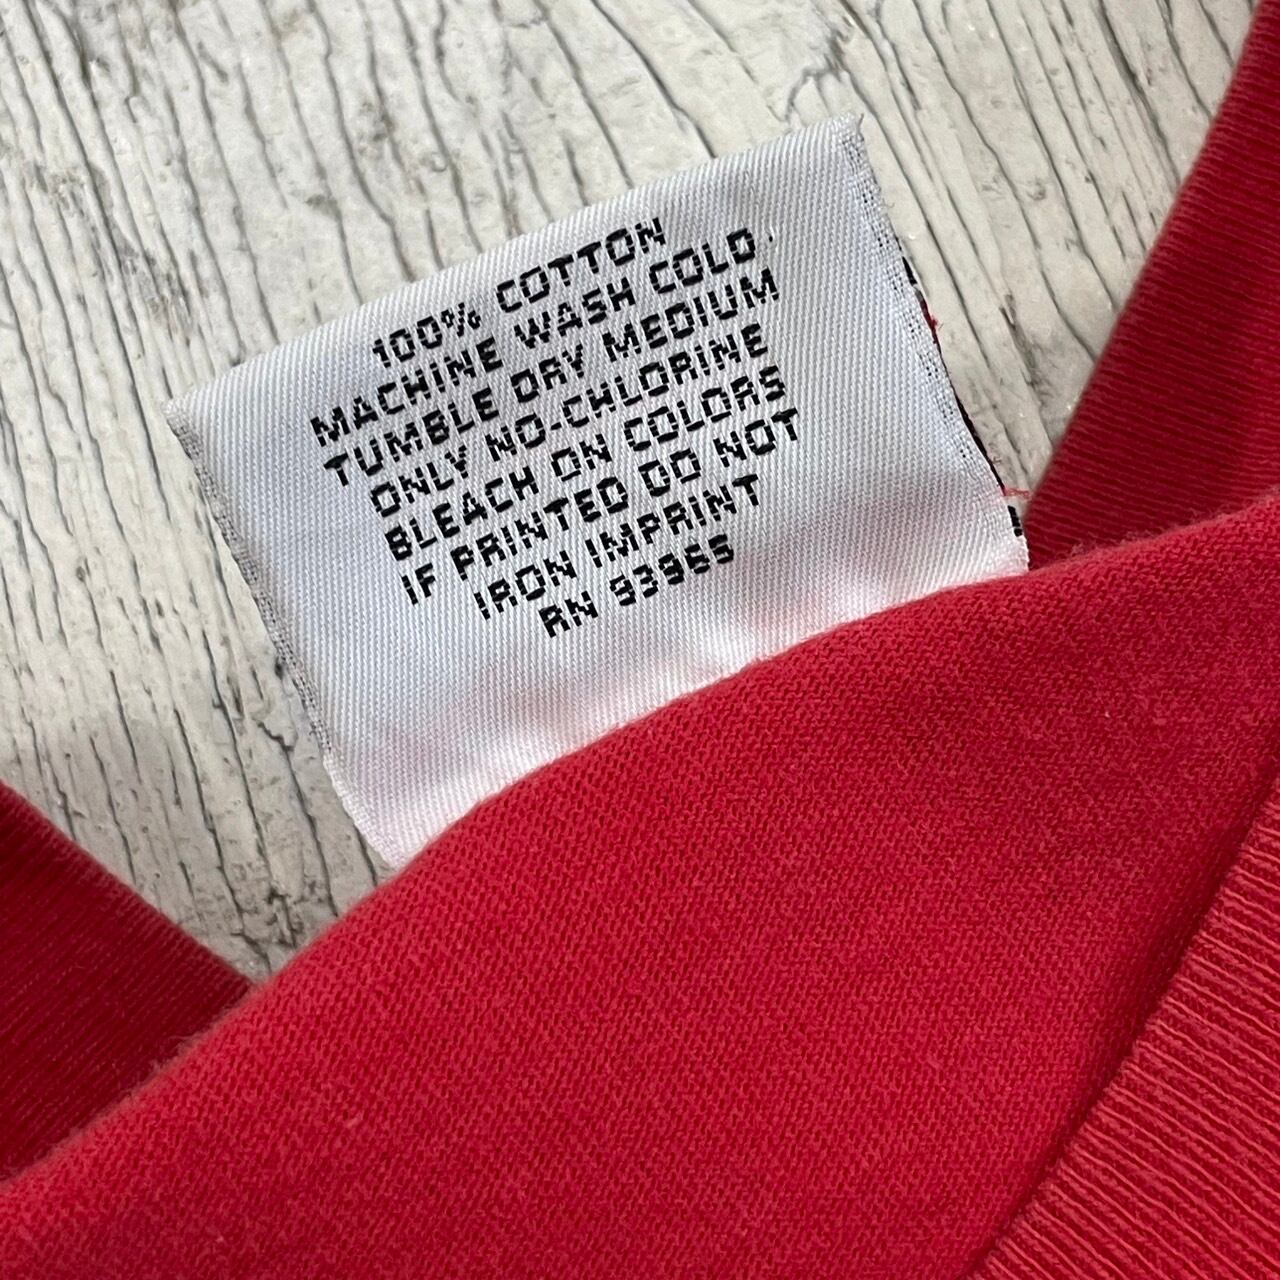 100% COTTON
MACHINE WASH COLD
TUMBLE DRY MEDIUM
ONLY NO-CHLORINE
BLEACH ON COLORS
IF PRINTED DO NOT
IRON IMPRINT
RN 93965